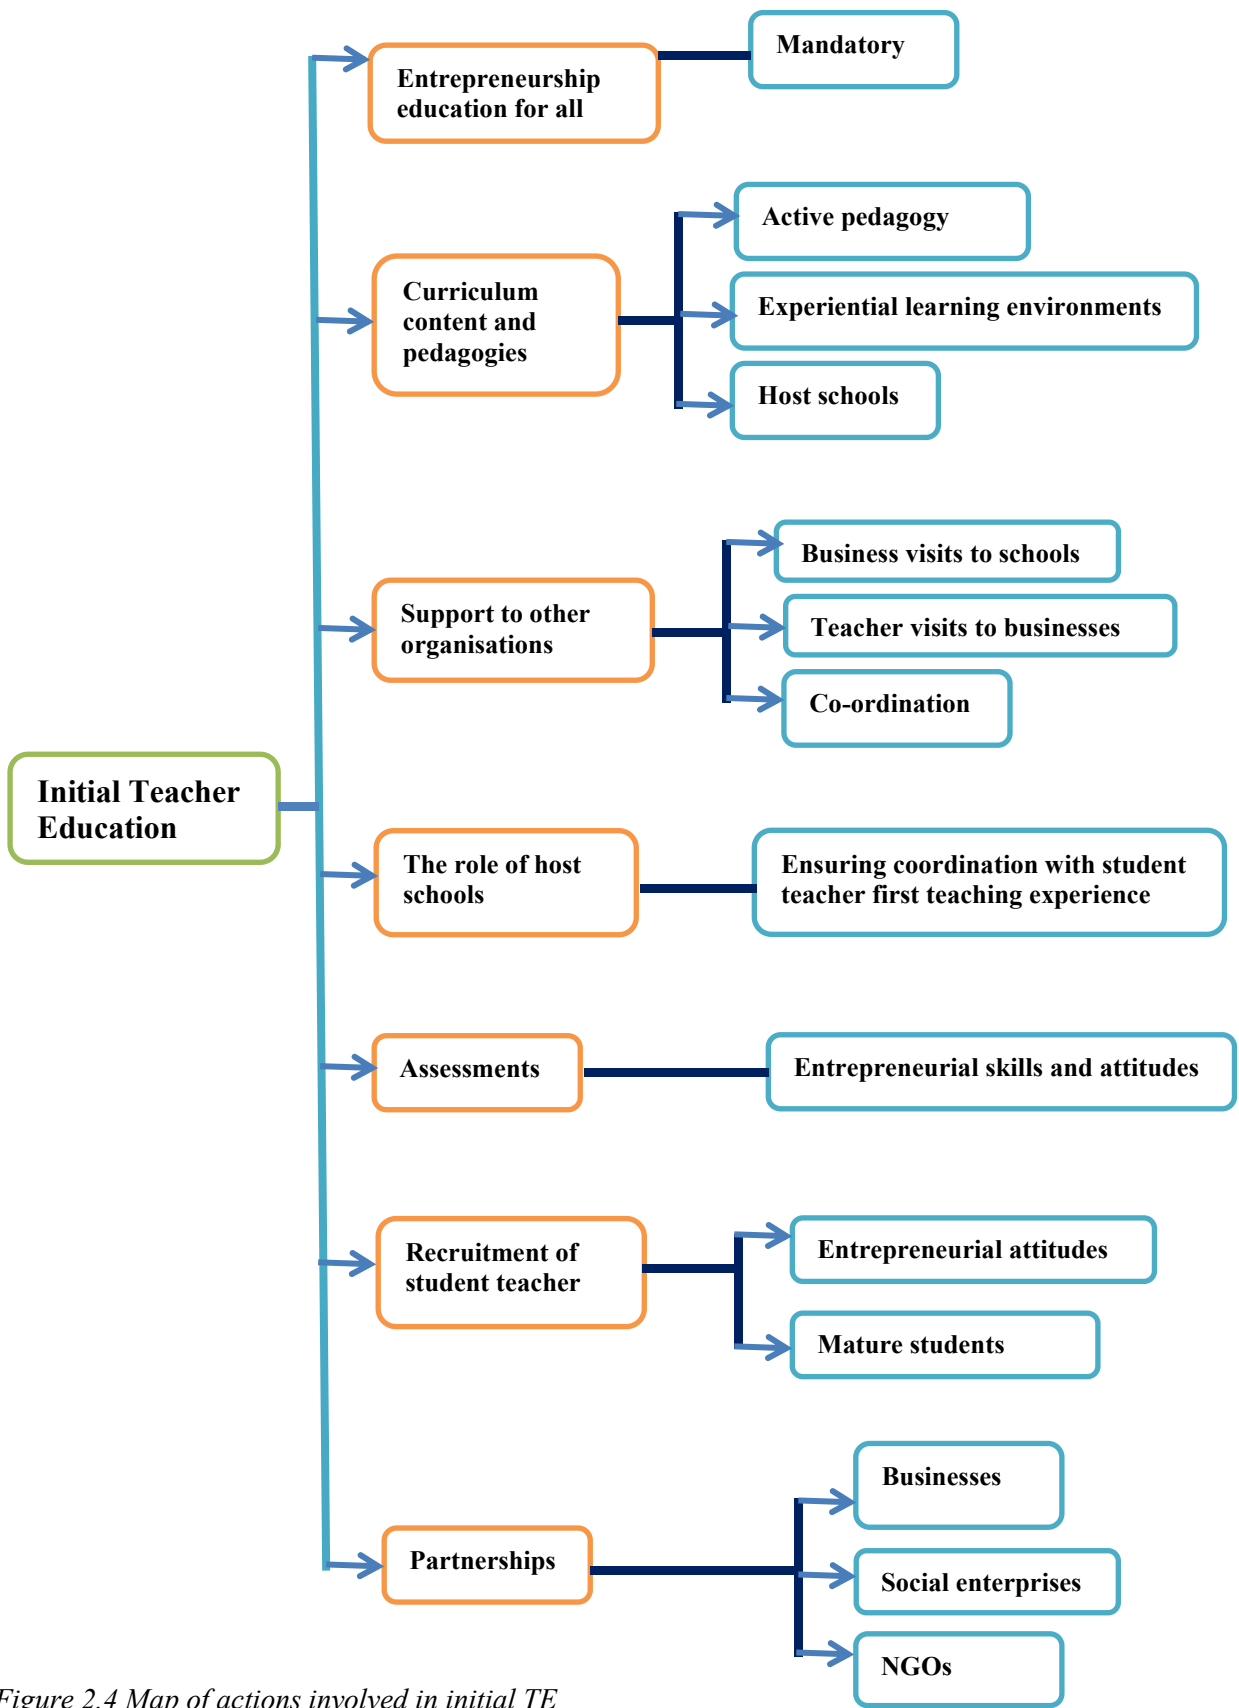 Mandatory
Entrepreneurship
education for all
Active pedagogy
Curriculum
content and
pedagogies
Experiential learning environments
Host schools
Business visits to schools
Support to other
organisations
Teacher visits to businesses
Co-ordination
Initial Teacher
Education
The role of host
schools
Ensuring coordination with student
teacher first teaching experience
Assessments
Entrepreneurial skills and attitudes
Recruitment of
student teacher
Entrepreneurial attitudes
Mature students
Businesses
Partnerships
Social enterprises
NGOs
Figure 2.4 Map of actions involved in initial TE